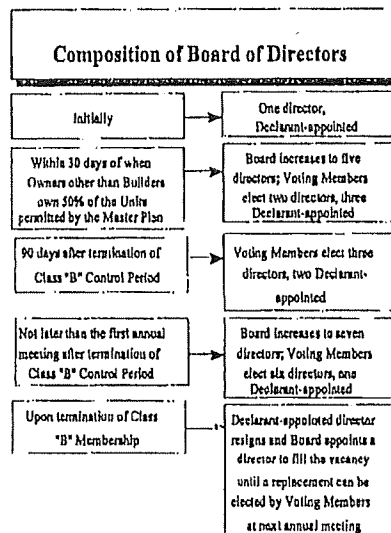 Composition of Board of Directors
Initially
One director,
Declarant-appointed
Within 30 days of when
Owners other than Builders
own 50% of the Units
permitted by the Master Plan
Board increases to five
directors; Voting Members
elect two directors, three
Declarant-appointed
90 days after termination of
Class "B" Control Period
Voting Members elect three
directors, two Declarant-
appointed
Not later than the first annual
meeting after termination of
Class "B" Control Period
Board increases to seven
directors; Voting Members
elect six directors, one
Declarant-appointed
Upon termination of Class
"B" Membership
Declarant-appointed director
resigns and Board appoints a
director to fill the vacancy
until a replacement can be
elected by Voting Members
at next annual meeting